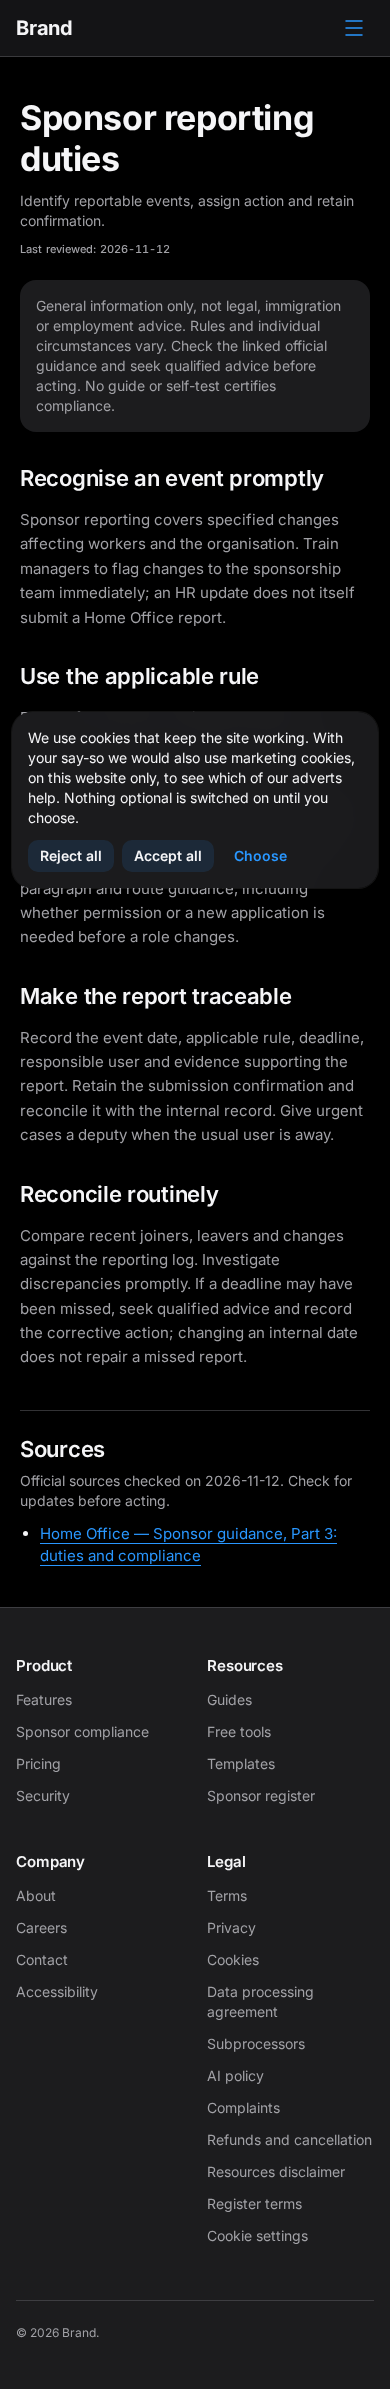 Brand
Sponsor reporting
duties
Identify reportable events, assign action and retain
confirmation.
Last reviewed: 2026-11-12
General information only, not legal, immigration
or employment advice. Rules and individual
circumstances vary. Check the linked official
guidance and seek qualified advice before
acting. No guide or self-test certifies
compliance.
Recognise an event promptly
Sponsor reporting covers specified changes
affecting workers and the organisation. Train
managers to flag changes to the sponsorship
team immediately; an HR update does not itself
submit a Home Office report.
Use the applicable rule
We use cookies that keep the site working. With
your say-so we would also use marketing cookies,
on this website only, to see which of our adverts
help. Nothing optional is switched on until you
choose.
Reject all
Accept all
Choose
paragraph and route guidance, including
whether permission or a new application is
needed before a role changes.
Make the report traceable
Record the event date, applicable rule, deadline,
responsible user and evidence supporting the
report. Retain the submission confirmation and
reconcile it with the internal record. Give urgent
cases a deputy when the usual user is away.
Reconcile routinely
Compare recent joiners, leavers and changes
against the reporting log. Investigate
discrepancies promptly. If a deadline may have
been missed, seek qualified advice and record
the corrective action; changing an internal date
does not repair a missed report.
Sources
Official sources checked on 2026-11-12. Check for
updates before acting.
Home Office — Sponsor guidance, Part 3:
duties and compliance
Product
Features
Sponsor compliance
Pricing
Security
Resources
Guides
Free tools
Templates
Sponsor register
Company
About
Careers
Contact
Accessibility
Legal
Terms
Privacy
Cookies
Data processing
agreement
Subprocessors
AI policy
Complaints
Refunds and cancellation
Resources disclaimer
Register terms
Cookie settings
© 2026 Brand.